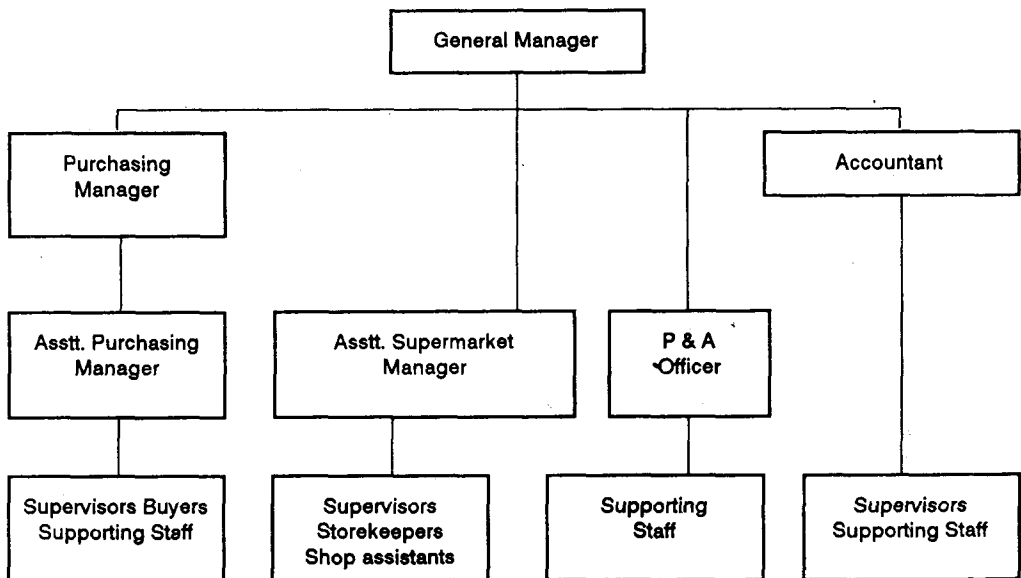 General Manager
Purchasing
Manager
Accountant
Asstt. Purchasing
Manager
Asstt. Supermarket
Manager
P & A
Officer
Supervisors Buyers
Supporting Staff
Supervisors
Storekeepers
Shop assistants
Supporting
Staff
Supervisors
Supporting Staff